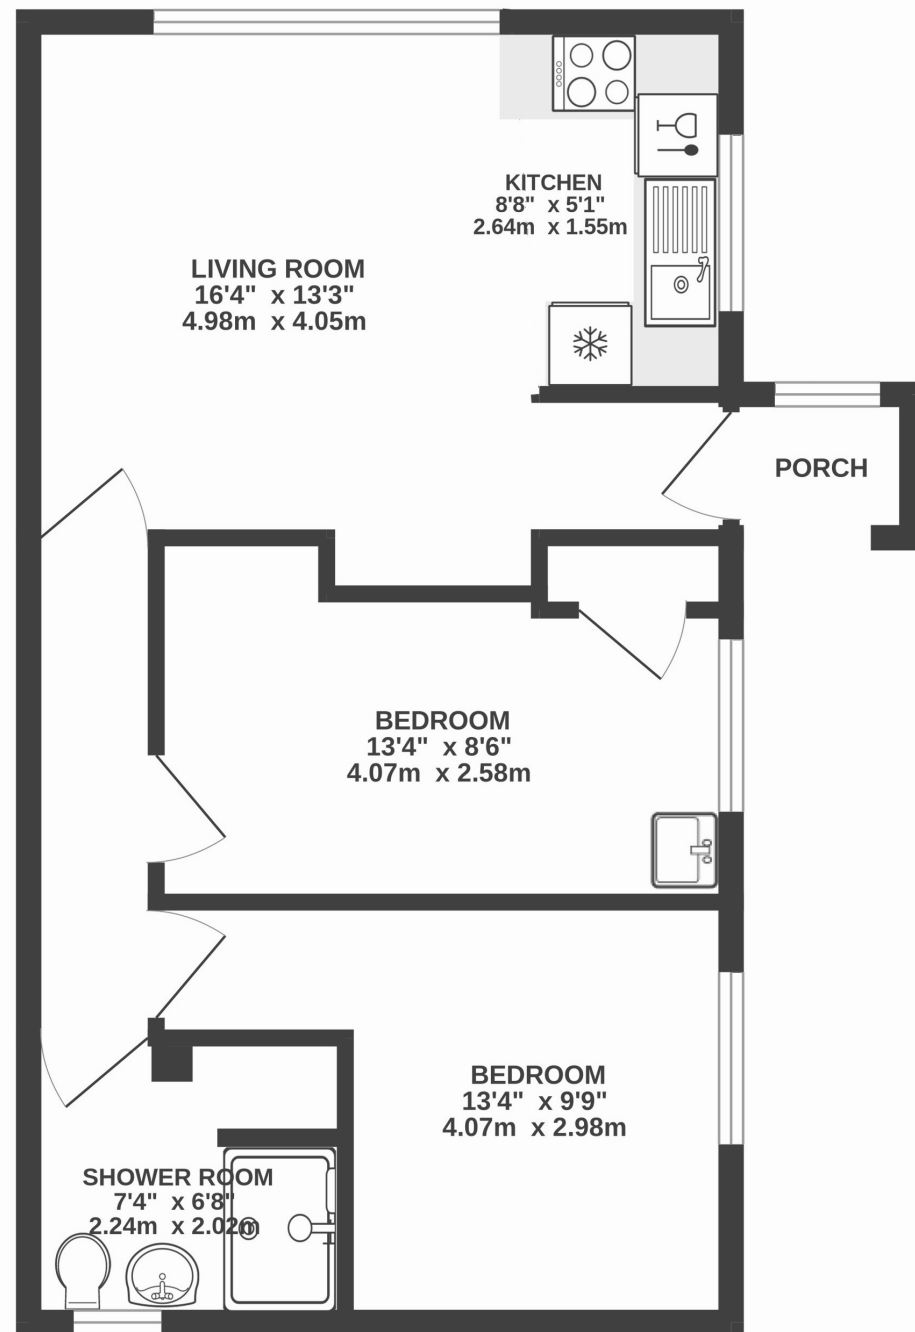 KITCHEN
8'8" x 5'1"
2.64m x 1.55m
LIVING ROOM
16'4" x 13'3"
4.98m x 4.05m
PORCH
BEDROOM
13'4" x 8'6"
4.07m x 2.58m
BEDROOM
13'4" x 9'9"
4.07m x 2.98m
SHOWER ROOM
7'4" x 6'8"
2.24m x 2.02m